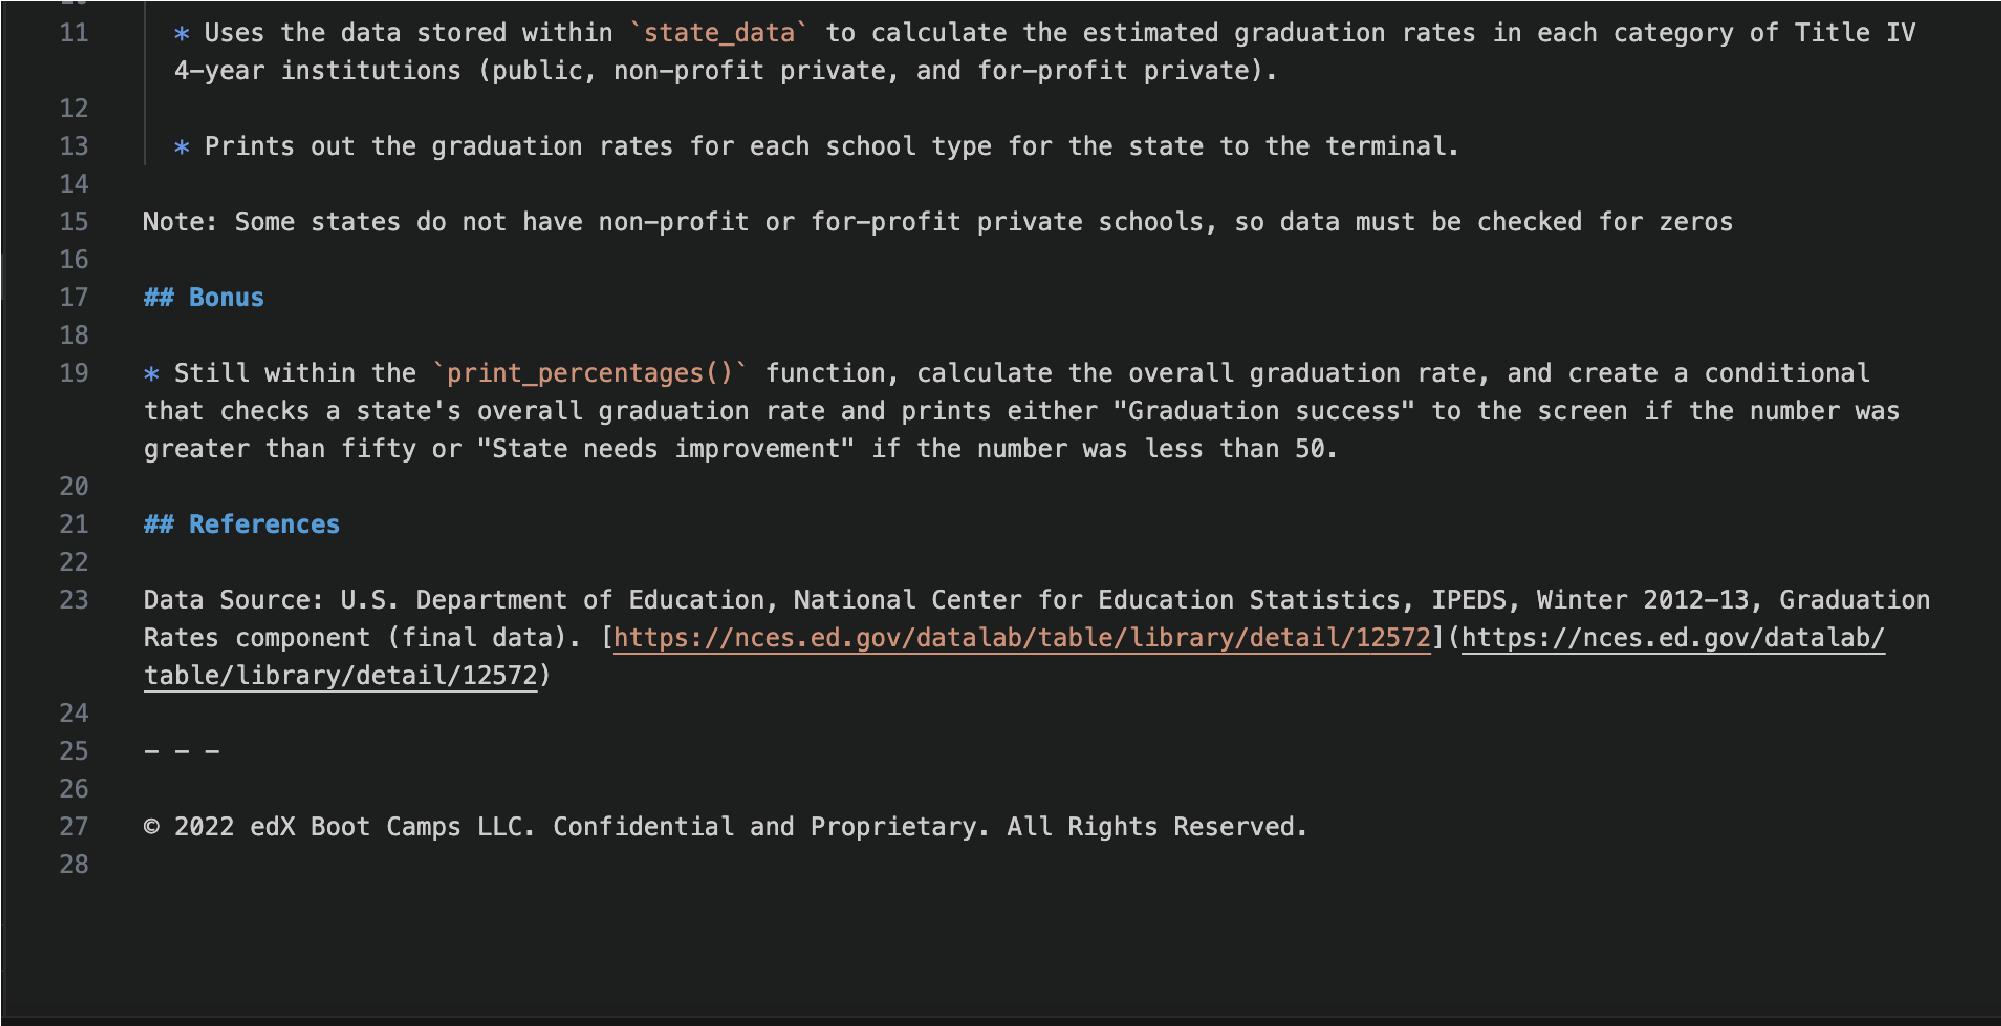 11 * Uses the data stored within `state_data` to calculate the estimated graduation rates in each category of Title IV
4-year institutions (public, non-profit private, and for-profit private).
12
13 * Prints out the graduation rates for each school type for the state to the terminal.
14
15 Note: Some states do not have non-profit or for-profit private schools, so data must be checked for zeros
16
17 ## Bonus
18
19 * Still within the `print_percentages()` function, calculate the overall graduation rate, and create a conditional
that checks a state's overall graduation rate and prints either "Graduation success" to the screen if the number was
greater than fifty or "State needs improvement" if the number was less than 50.
20
21 ## References
22
23 Data Source: U.S. Department of Education, National Center for Education Statistics, IPEDS, Winter 2012-13, Graduation
Rates component (final data). [https://nces.ed.gov/datalab/table/library/detail/12572](https://nces.ed.gov/datalab/
table/library/detail/12572)
24
25 - - -
26
27 © 2022 edX Boot Camps LLC. Confidential and Proprietary. All Rights Reserved.
28